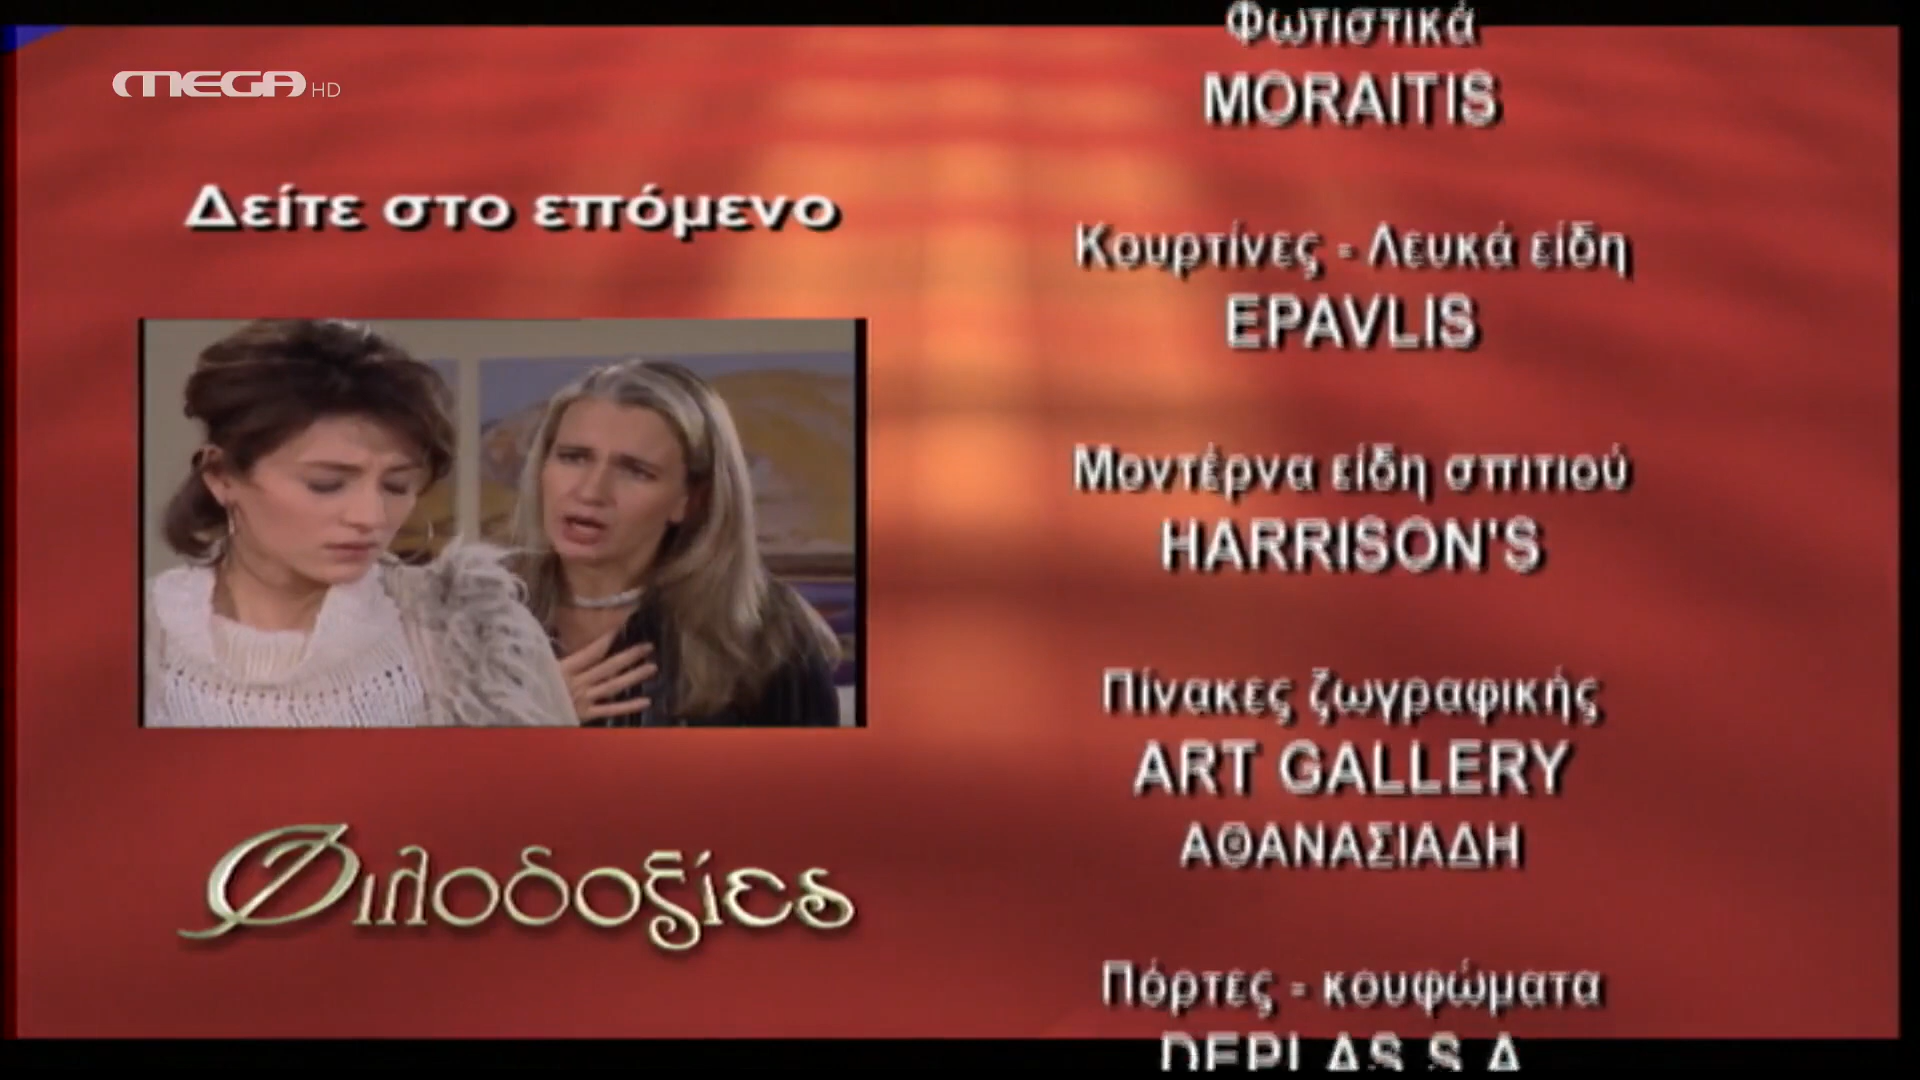 MEGA HD
Δείτε στο επόμενο
Φιλοδοξίες
Φωτιστικά
MORAITIS
Κουρτίνες - Λευκά είδη
EPAVLIS
Μοντέρνα είδη σπιτιού
HARRISON'S
Πίνακες ζωγραφικής
ART GALLERY
ΑΘΑΝΑΣΙΑΔΗ
Πόρτες - κουφώματα